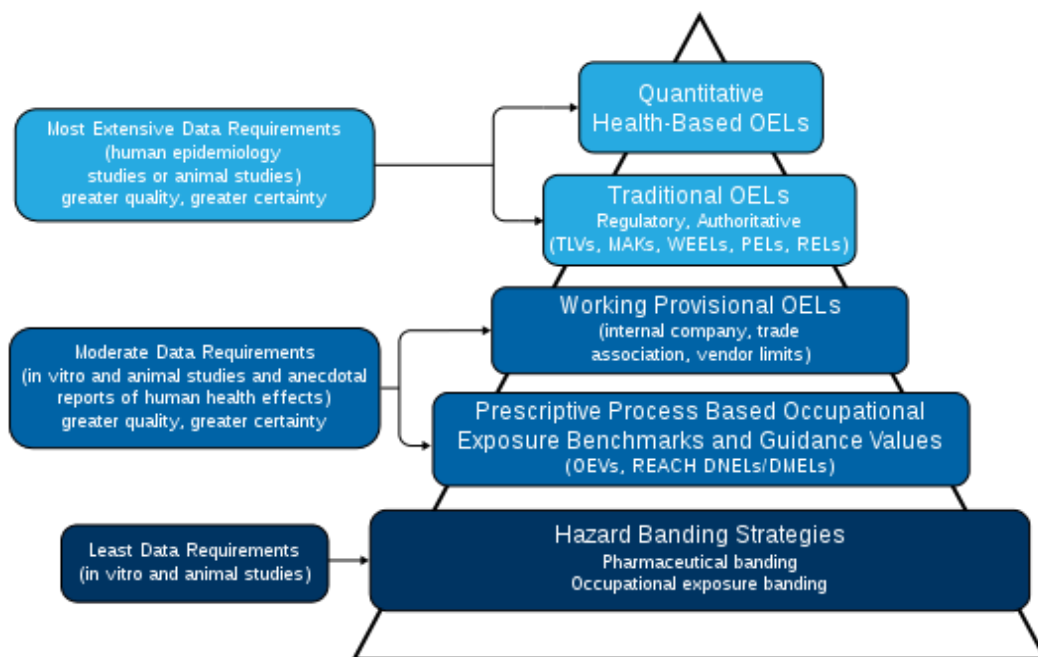 Quantitative
Health-Based OELs
Most Extensive Data Requirements
(human epidemiology
studies or animal studies)
greater quality, greater certainty
Traditional OELs
Regulatory, Authoritative
(TLVs, MAKs, WEELs, PELs, RELs)
Working Provisional OELs
(internal company, trade
association, vendor limits)
Moderate Data Requirements
(in vitro and animal studies and anecdotal
reports of human health effects)
greater quality, greater certainty
Prescriptive Process Based Occupational
Exposure Benchmarks and Guidance Values
(OEVs, REACH DNELs/DMELs)
Hazard Banding Strategies
Pharmaceutical banding
Occupational exposure banding
Least Data Requirements
(in vitro and animal studies)